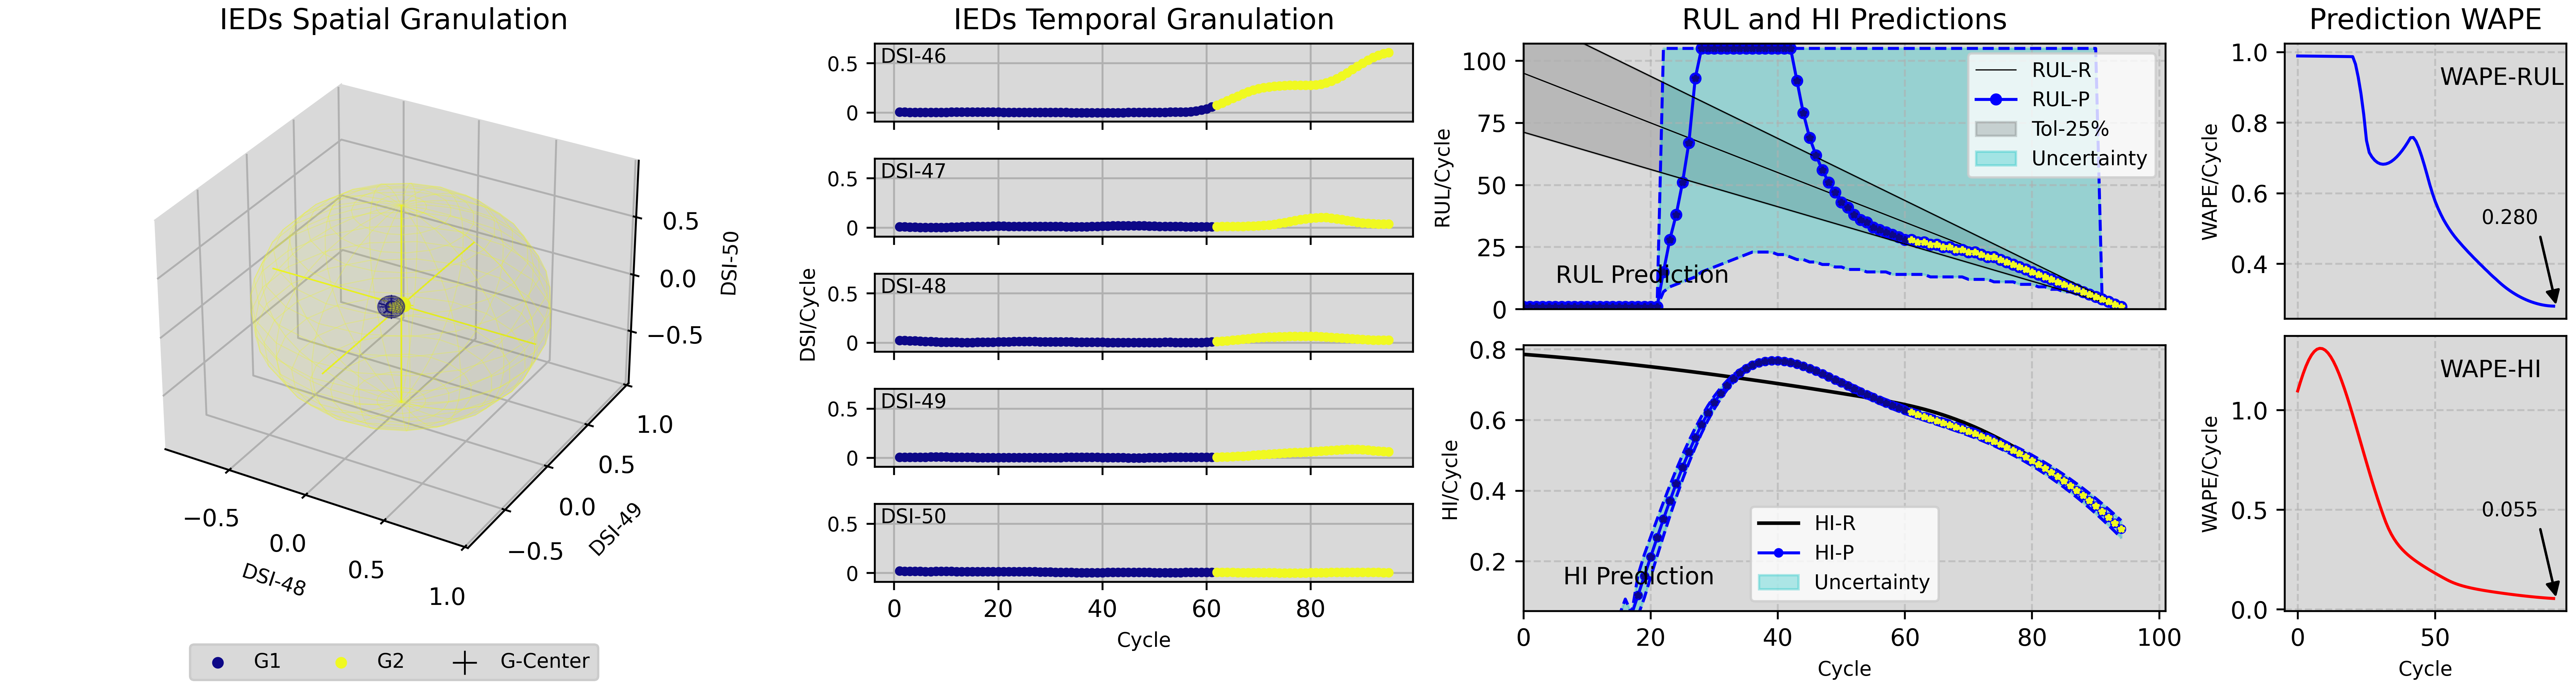 IEDs Spatial Granulation
0.5
0.0
−0.5
DSI-50
1.0
0.5
0.0
−0.5
DSI-49
−0.5
0.0
0.5
1.0
DSI-48
G1
G2
G-Center
IEDs Temporal Granulation
DSI/Cycle
DSI-46
0.5
0
DSI-47
0.5
0
DSI-48
0.5
0
DSI-49
0.5
0
DSI-50
0.5
0
0 20 40 60 80
Cycle
RUL and HI Predictions
RUL/Cycle
100
75
50
25
0
RUL-R
RUL-P
Tol-25%
Uncertainty
RUL Prediction
HI/Cycle
0.8
0.6
0.4
0.2
HI-R
HI-P
Uncertainty
HI Prediction
0 20 40 60 80 100
Cycle
Prediction WAPE
WAPE/Cycle
1.0
0.8
0.6
0.4
WAPE-RUL
0.280
WAPE/Cycle
1.0
0.5
0.0
WAPE-HI
0.055
0 50
Cycle